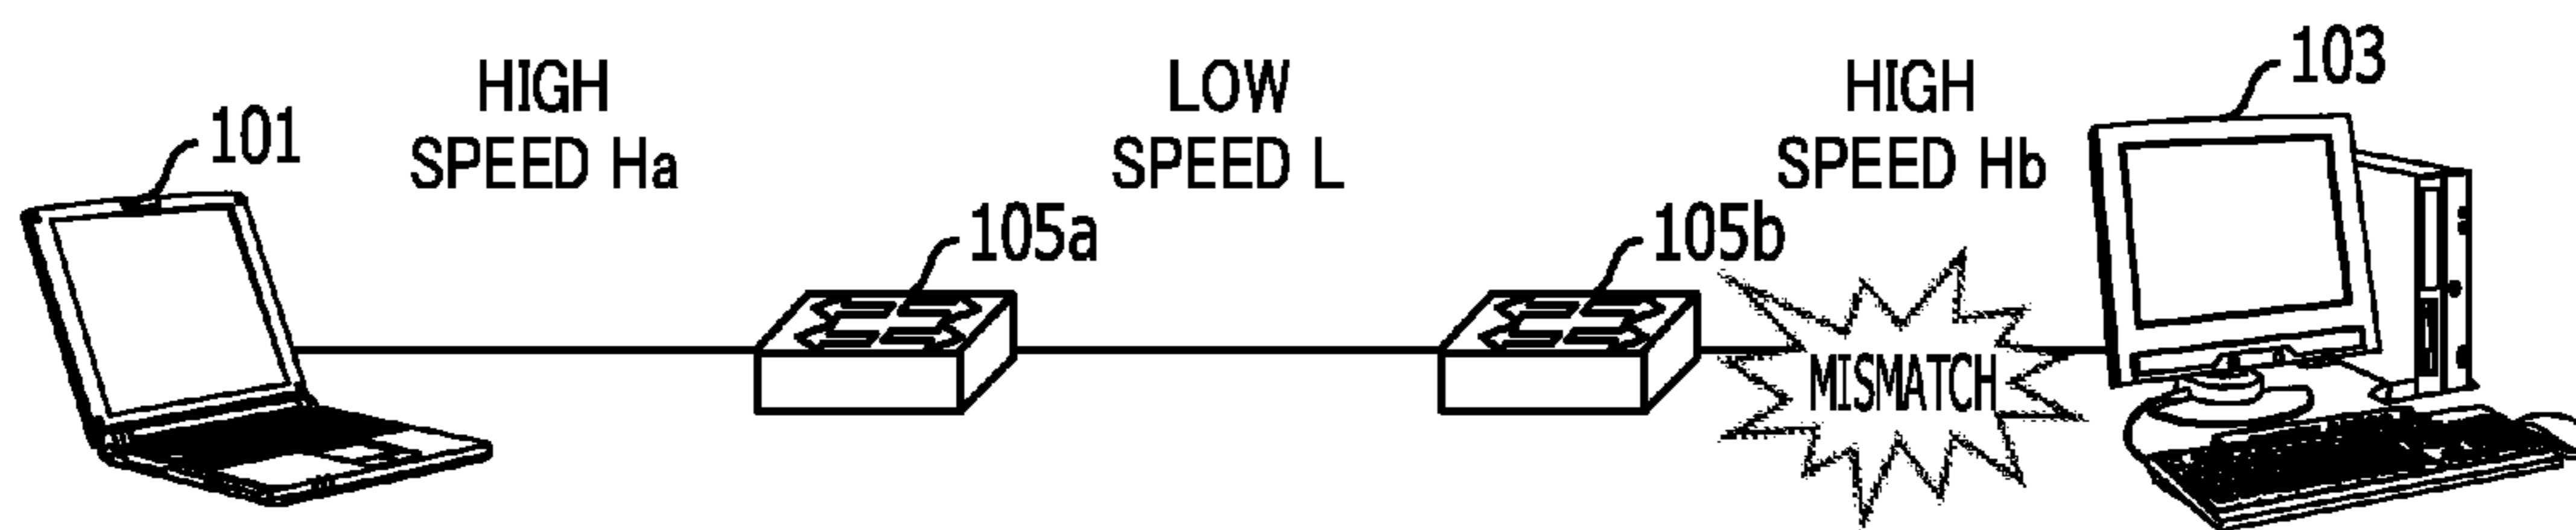 101
HIGH
SPEED Ha
105a
LOW
SPEED L
105b
HIGH
SPEED Hb
MISMATCH
103